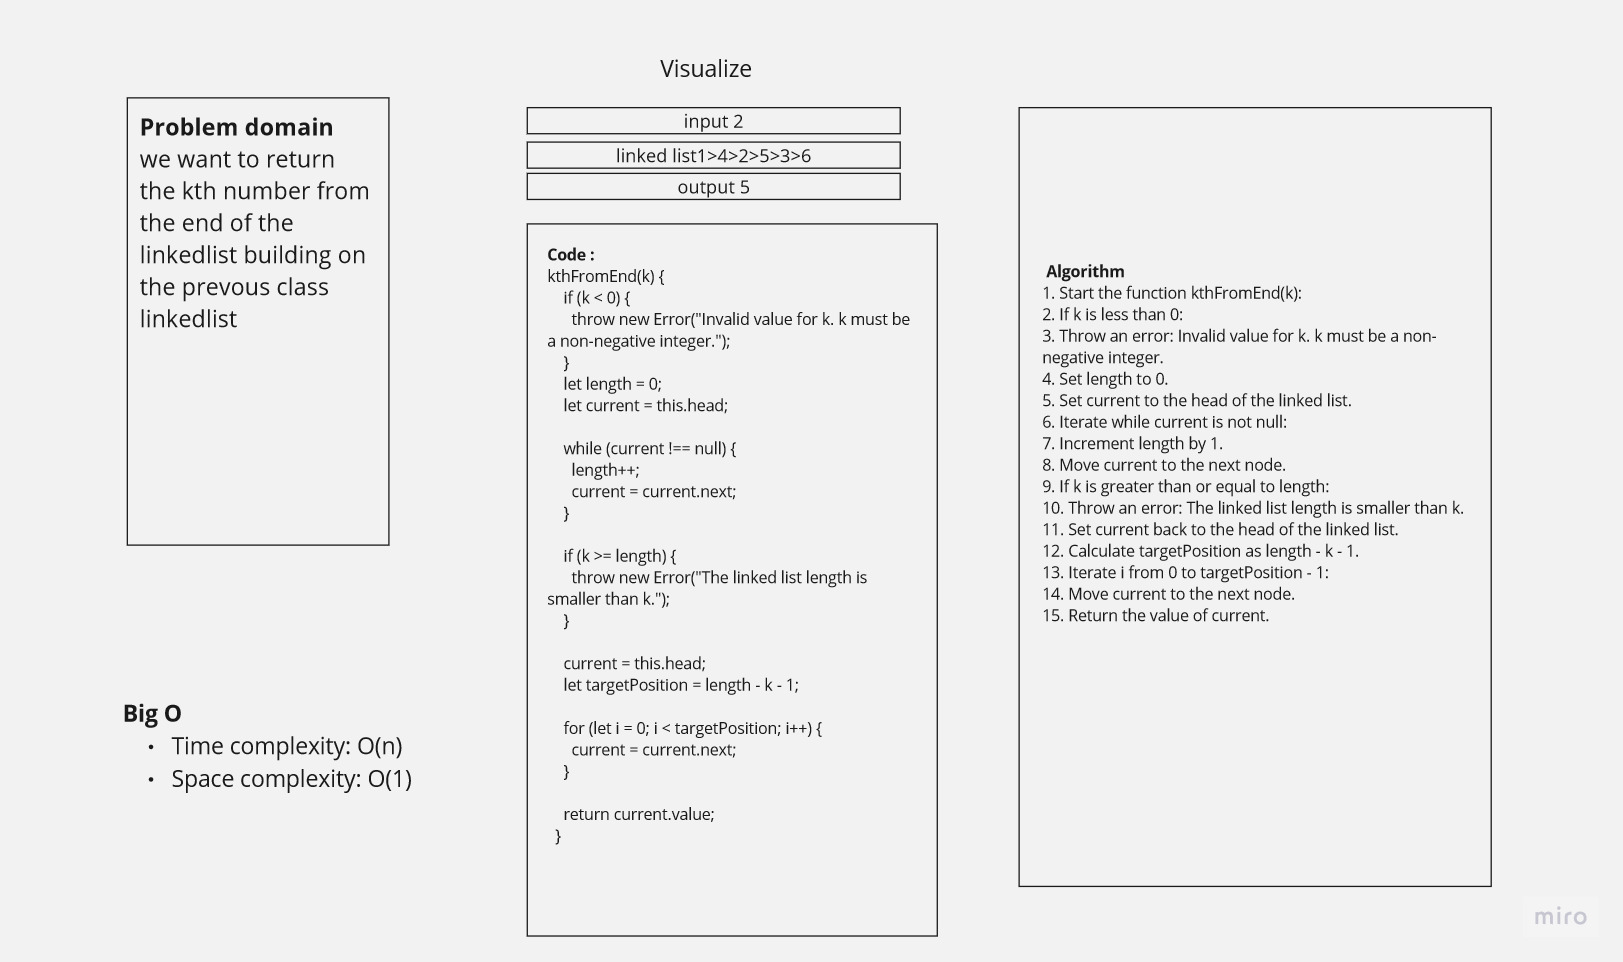 Visualize
Problem domain
we want to return
the kth number from
the end of the
linkedlist building on
the prevous class
linkedlist
input 2
linked list1>4>2>5>3>6
output 5
Code :
kthFromEnd(k) {
if (k < 0) {
throw new Error("Invalid value for k. k must be
a non-negative integer.");
}
let length = 0;
let current = this.head;
while (current !== null) {
length++;
current = current.next;
}
if (k >= length) {
throw new Error("The linked list length is
smaller than k.");
}
current = this.head;
let targetPosition = length - k - 1;
for (let i = 0; i < targetPosition; i++) {
current = current.next;
}
return current.value;
}
Algorithm
1. Start the function kthFromEnd(k):
2. If k is less than 0:
3. Throw an error: Invalid value for k. k must be a non-
negative integer.
4. Set length to 0.
5. Set current to the head of the linked list.
6. Iterate while current is not null:
7. Increment length by 1.
8. Move current to the next node.
9. If k is greater than or equal to length:
10. Throw an error: The linked list length is smaller than k.
11. Set current back to the head of the linked list.
12. Calculate targetPosition as length - k - 1.
13. Iterate i from 0 to targetPosition - 1:
14. Move current to the next node.
15. Return the value of current.
Big O
• Time complexity: O(n)
• Space complexity: O(1)
miro